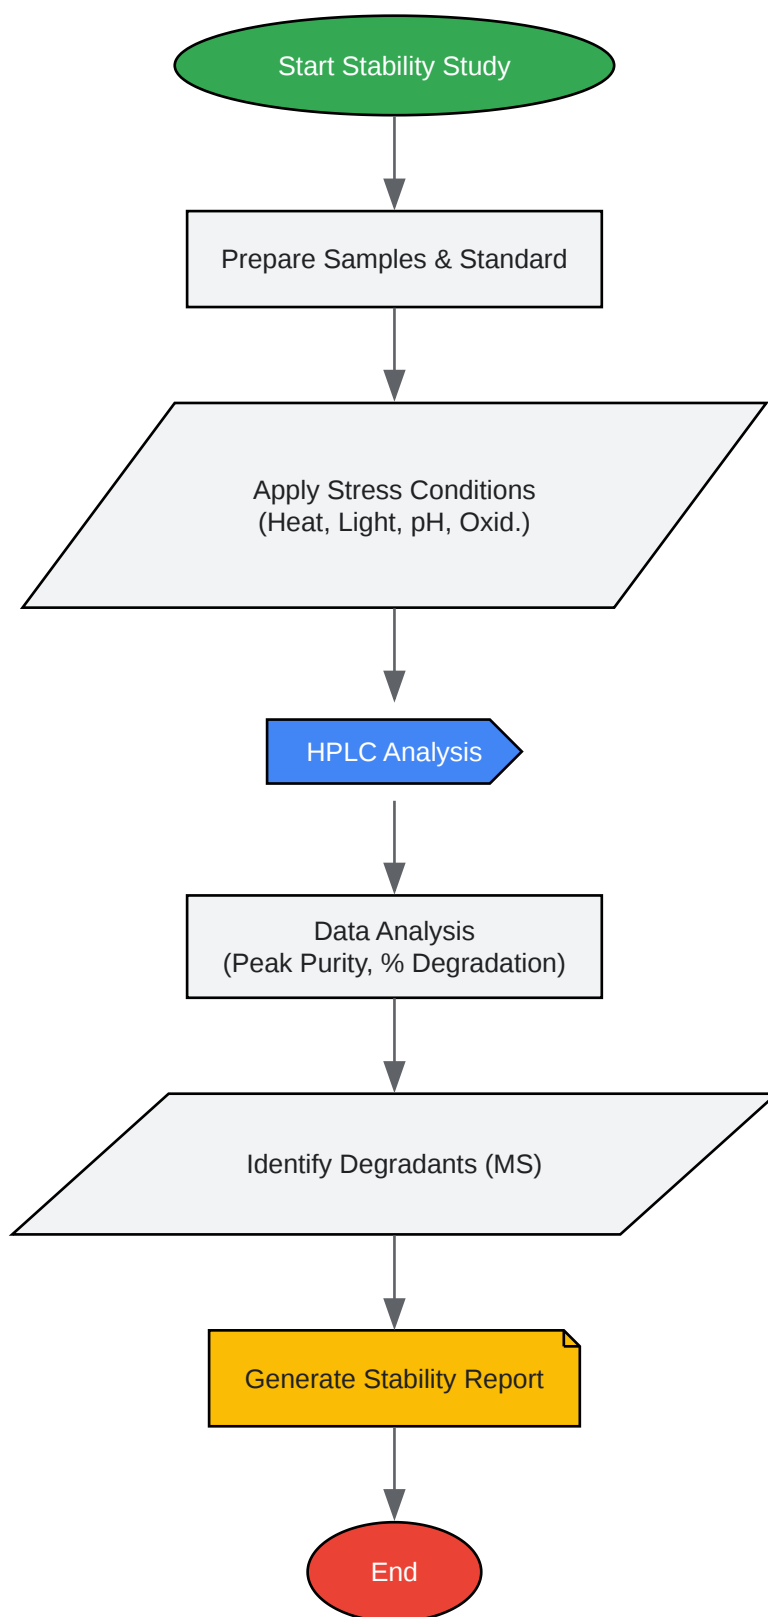 Start Stability Study
Prepare Samples & Standard
Apply Stress Conditions
(Heat, Light, pH, Oxid.)
HPLC Analysis
Data Analysis
(Peak Purity, % Degradation)
Identify Degradants (MS)
Generate Stability Report
End